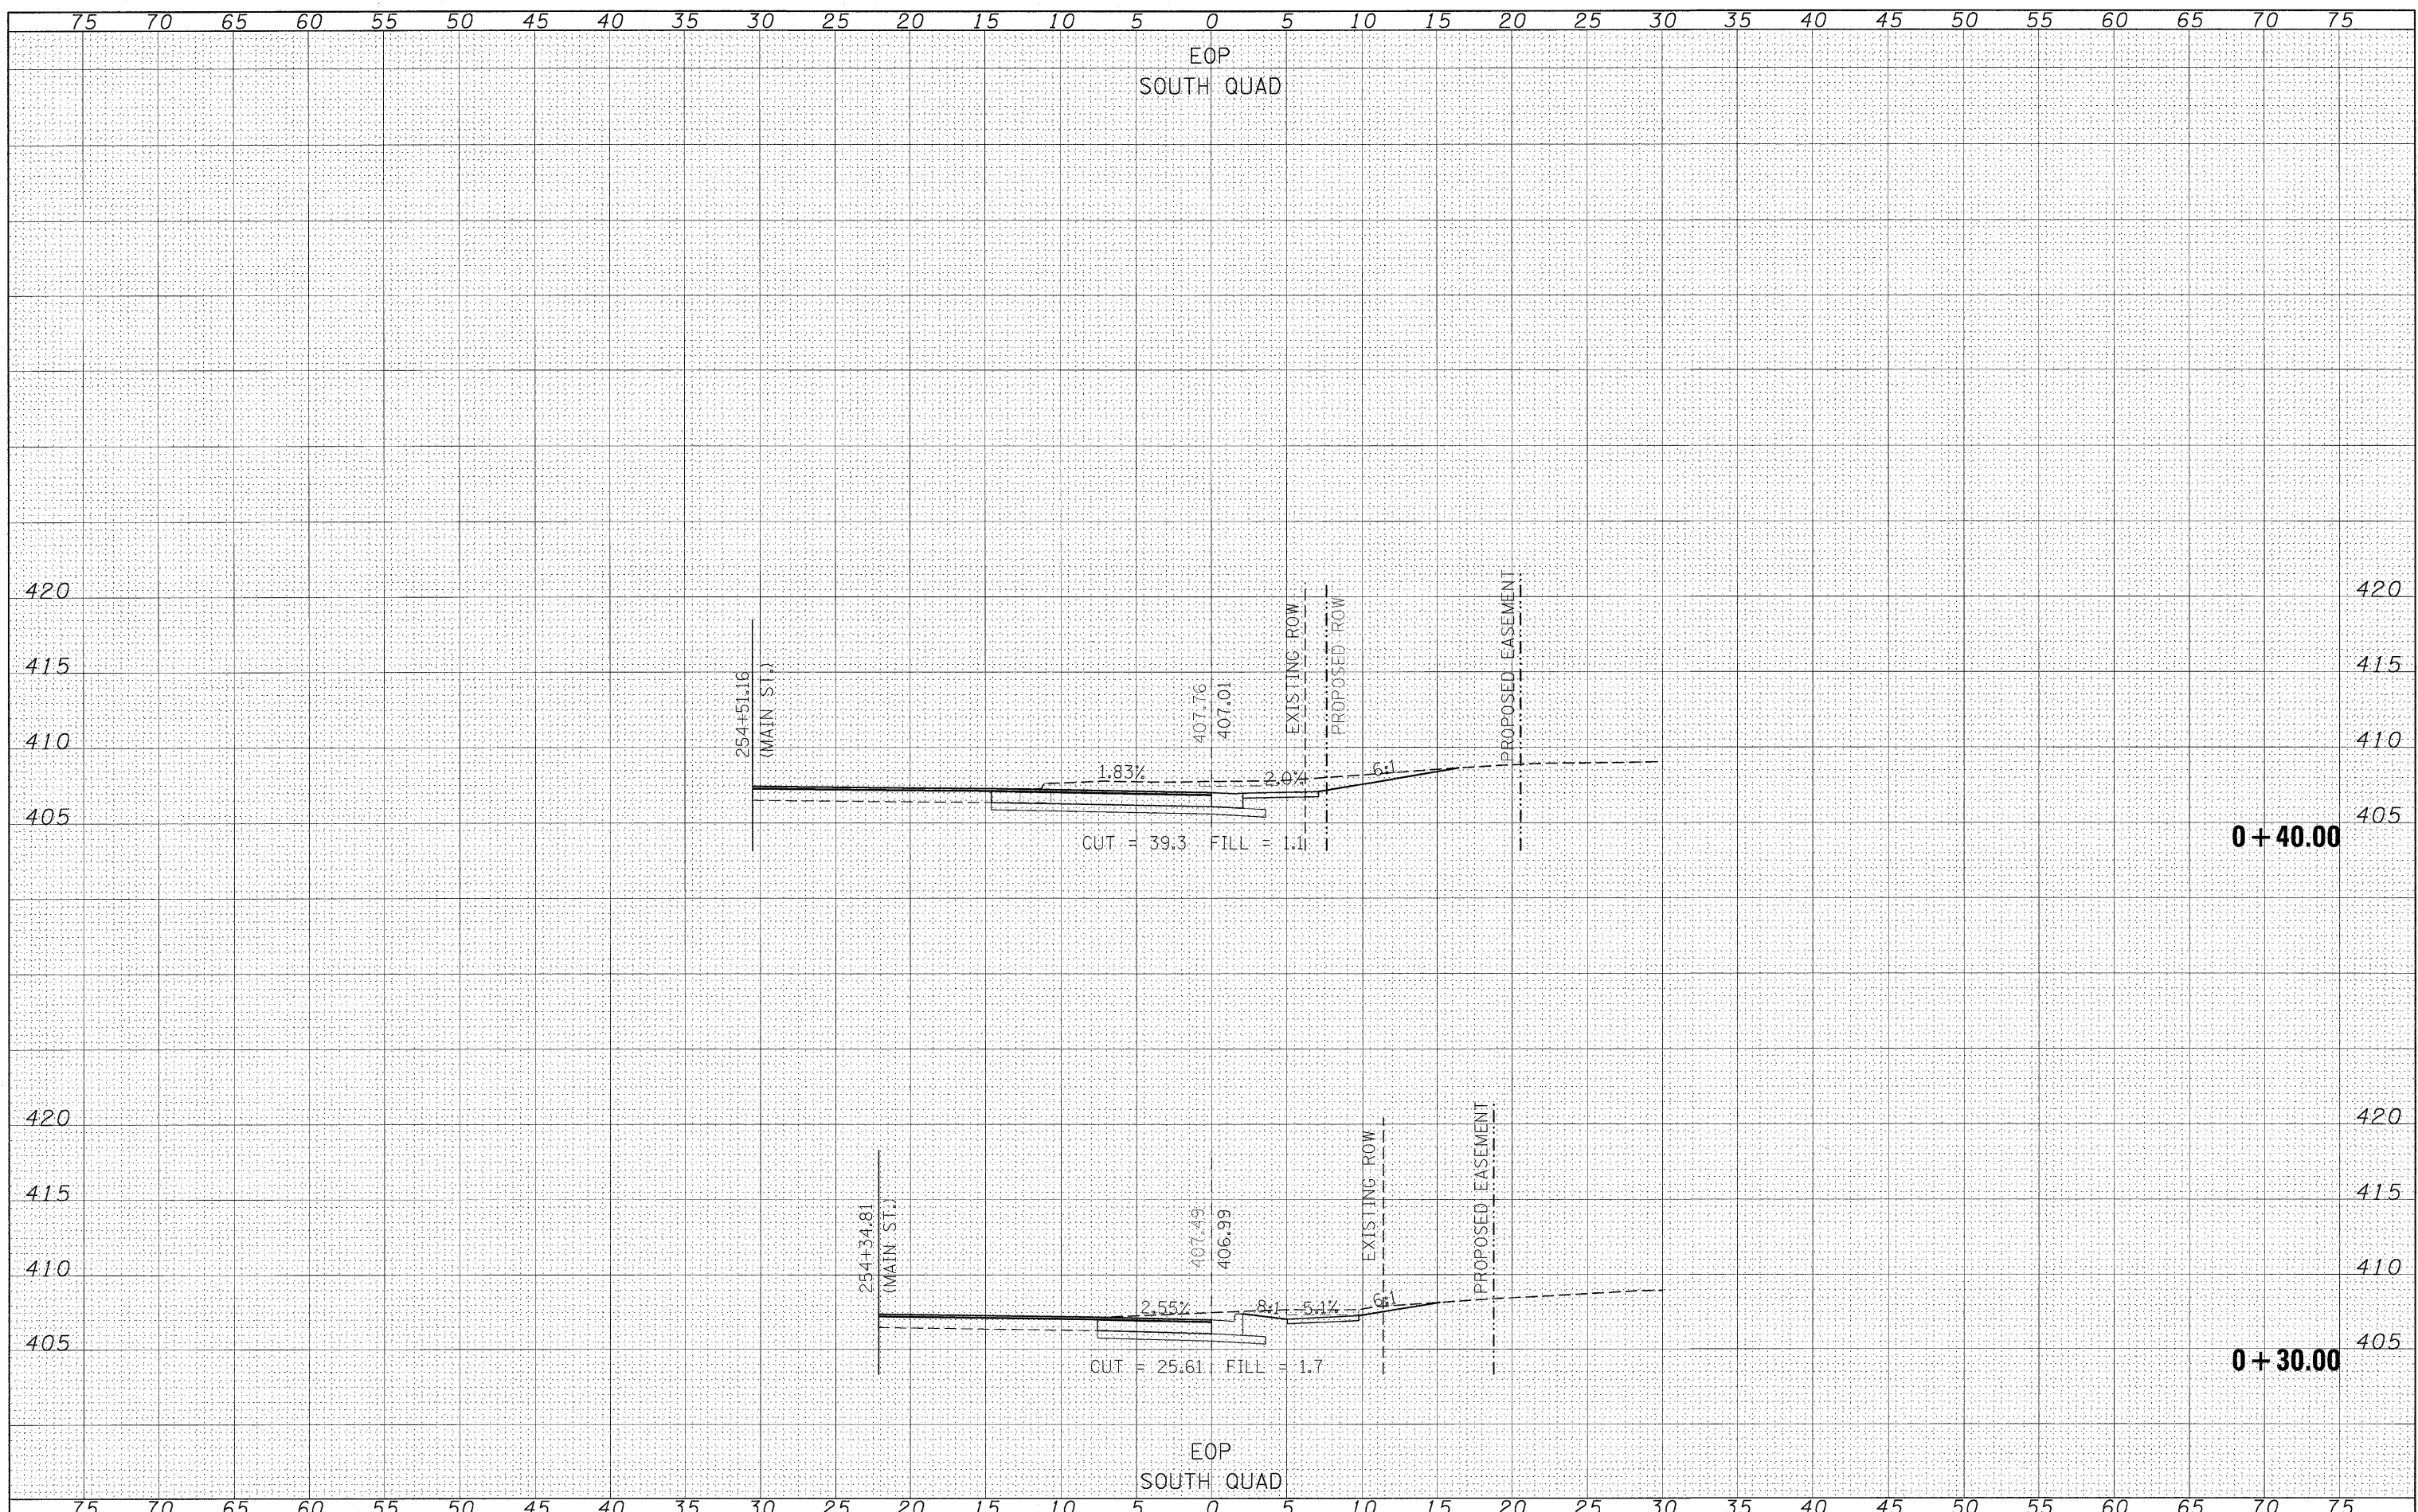 75 70 65 60 55 50 45 40 35 30 25 20 15 10 5 0 5 10 15 20 25 30 35 40 45 50 55 60 65 70 75
EOP
SOUTH QUAD
420 420
415 415
410 410
405 405
254+51.16
(MAIN ST.)
407.76
407.01
EXISTING ROW
PROPOSED ROW
PROPOSED EASEMENT
1.83%
2.0%
6:1
CUT = 39.3 FILL = 1.1
0+40.00
420 420
415 415
410 410
405 405
254+34.81
(MAIN ST.)
407.49
406.99
EXISTING ROW
PROPOSED EASEMENT
2.55%
8:1
5.1%
6:1
CUT = 25.61 FILL = 1.7
0+30.00
EOP
SOUTH QUAD
75 70 65 60 55 50 45 40 35 30 25 20 15 10 5 0 5 10 15 20 25 30 35 40 45 50 55 60 65 70 75